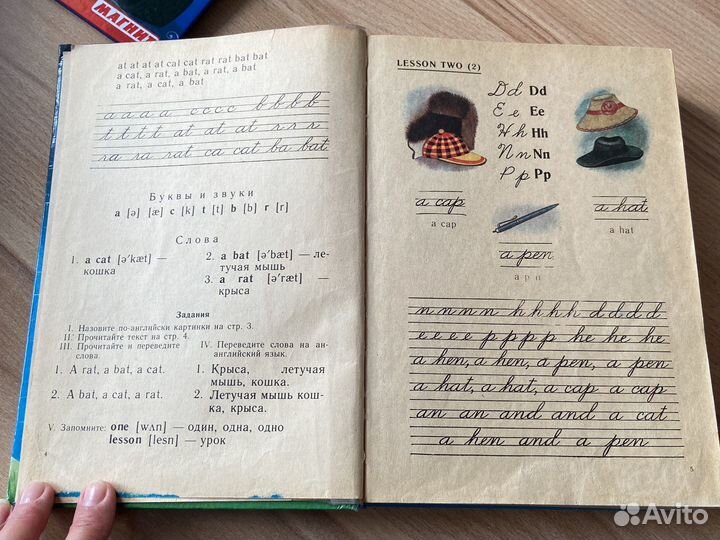 МАГНИТ
at at at at cat cat rat rat bat bat
a cat, a rat, a bat, a rat, a bat
a rat, a cat, a bat
a a a a c c c c b b b b
t t t t at at at r r r
ra ra rat ca cat ba bat
Буквы и звуки
a [ə] [æ] c [k] t [t] b [b] r [r]
Слова
1. a cat [ə'kæt] — кошка
2. a bat [ə'bæt] — летучая мышь
3. a rat [ə'ræt] — крыса
Задания
I. Назовите по-английски картинки на стр. 3.
II. Прочитайте текст на стр. 4.
III. Прочитайте и переведите слова.
1. A rat, a bat, a cat.
2. A bat, a cat, a rat.
IV. Переведите слова на английский язык.
1. Крыса, летучая мышь, кошка.
2. Летучая мышь кошка, крыса.
V. Запомните: one [wʌn] — один, одна, одно
lesson [lesn] — урок
4
LESSON TWO (2)
Dd Dd
Ee Ee
Hh Hh
Nn Nn
Pp Pp
a cap
a cap
a hat
a hat
a pen
a p n
n n n n n h h h h d d d d
e e e e p p p p he he he
a hen, a hen, a pen, a pen
a hat, a hat, a cap a cap
an an and and a cat
a hen and a pen
5
Avito